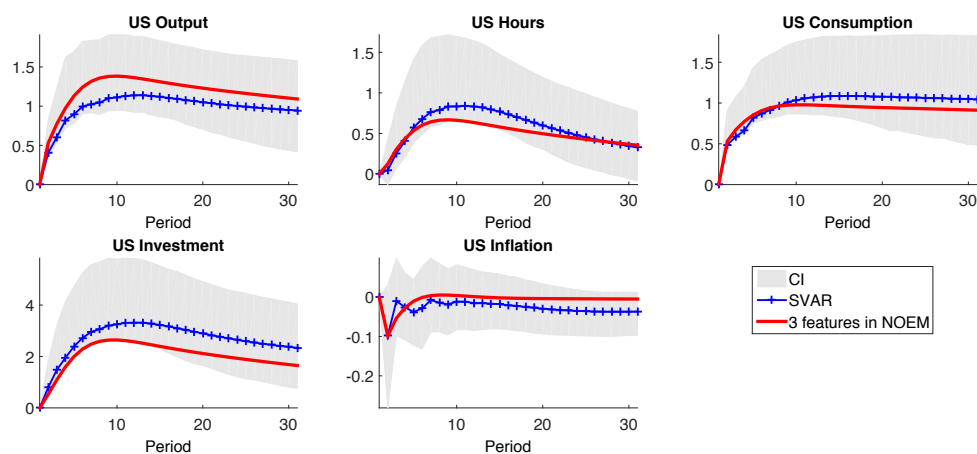 US Output
1.5
1
0.5
0
10 20 30
Period
US Hours
1.5
1
0.5
0
10 20 30
Period
US Consumption
1.5
1
0.5
0
10 20 30
Period
US Investment
4
2
0
10 20 30
Period
US Inflation
0
-0.1
-0.2
10 20 30
Period
CI
SVAR
3 features in NOEM